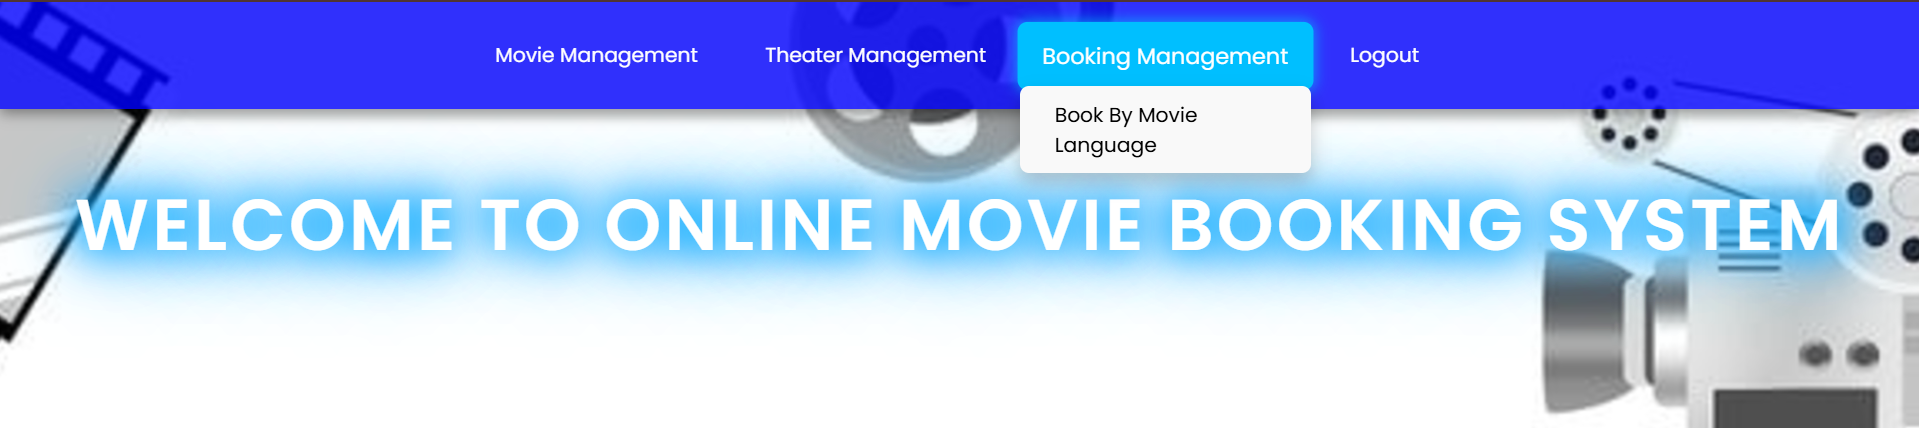 Movie Management Theater Management Booking Management Logout
Book By Movie
Language
WELCOME TO ONLINE MOVIE BOOKING SYSTEM